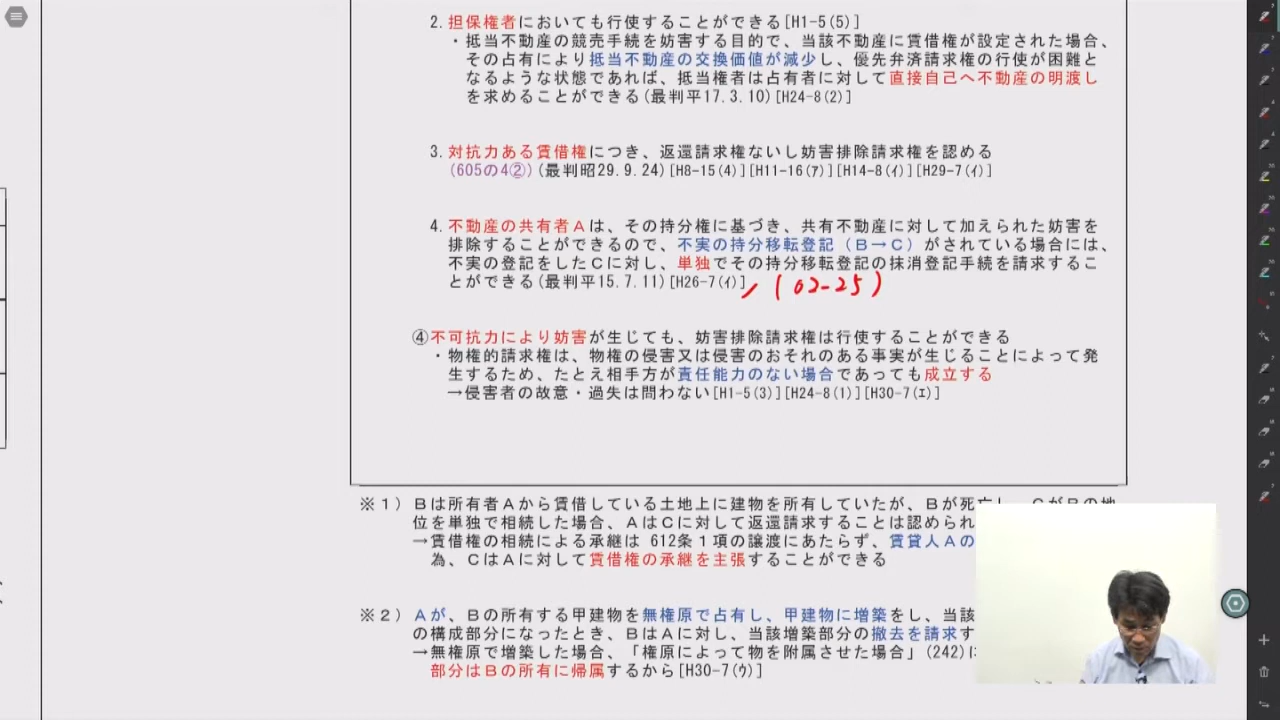 2. 担保権者においても行使することができる[H1-5(5)]
・抵当不動産の競売手続を妨害する目的で、当該不動産に賃借権が設定された場合、
その占有により抵当不動産の交換価値が減少し、優先弁済請求権の行使が困難と
なるような状態であれば、抵当権者は占有者に対して直接自己へ不動産の明渡し
を求めることができる(最判平17.3.10)[H24-8(2)]
3. 対抗力ある賃借権につき、返還請求権ないし妨害排除請求権を認める
(605の4②)(最判昭29.9.24)[H8-15(4)][H11-16(ｱ)][H14-8(ｲ)][H29-7(ｲ)]
4. 不動産の共有者Ａは、その持分権に基づき、共有不動産に対して加えられた妨害を
排除することができるので、不実の持分移転登記（Ｂ→Ｃ）がされている場合には、
不実の登記をしたＣに対し、単独でその持分移転登記の抹消登記手続を請求するこ
とができる(最判平15.7.11)[H26-7(ｲ)] (02-25)
④不可抗力により妨害が生じても、妨害排除請求権は行使することができる
・物権的請求権は、物権の侵害又は侵害のおそれのある事実が生じることによって発
生するため、たとえ相手方が責任能力のない場合であっても成立する
→侵害者の故意・過失は問わない[H1-5(3)][H24-8(1)][H30-7(ｴ)]
※１）Ｂは所有者Ａから賃借している土地上に建物を所有していたが、Ｂが死亡し、ＣがＢの地
位を単独で相続した場合、ＡはＣに対して返還請求することは認められ
→賃借権の相続による承継は 612条１項の譲渡にあたらず、賃貸人Ａの
為、ＣはＡに対して賃借権の承継を主張することができる
※２）Ａが、Ｂの所有する甲建物を無権原で占有し、甲建物に増築をし、当該
の構成部分になったとき、ＢはＡに対し、当該増築部分の撤去を請求す
→無権原で増築した場合、「権原によって物を附属させた場合」(242)に
部分はＢの所有に帰属するから[H30-7(ｳ)]